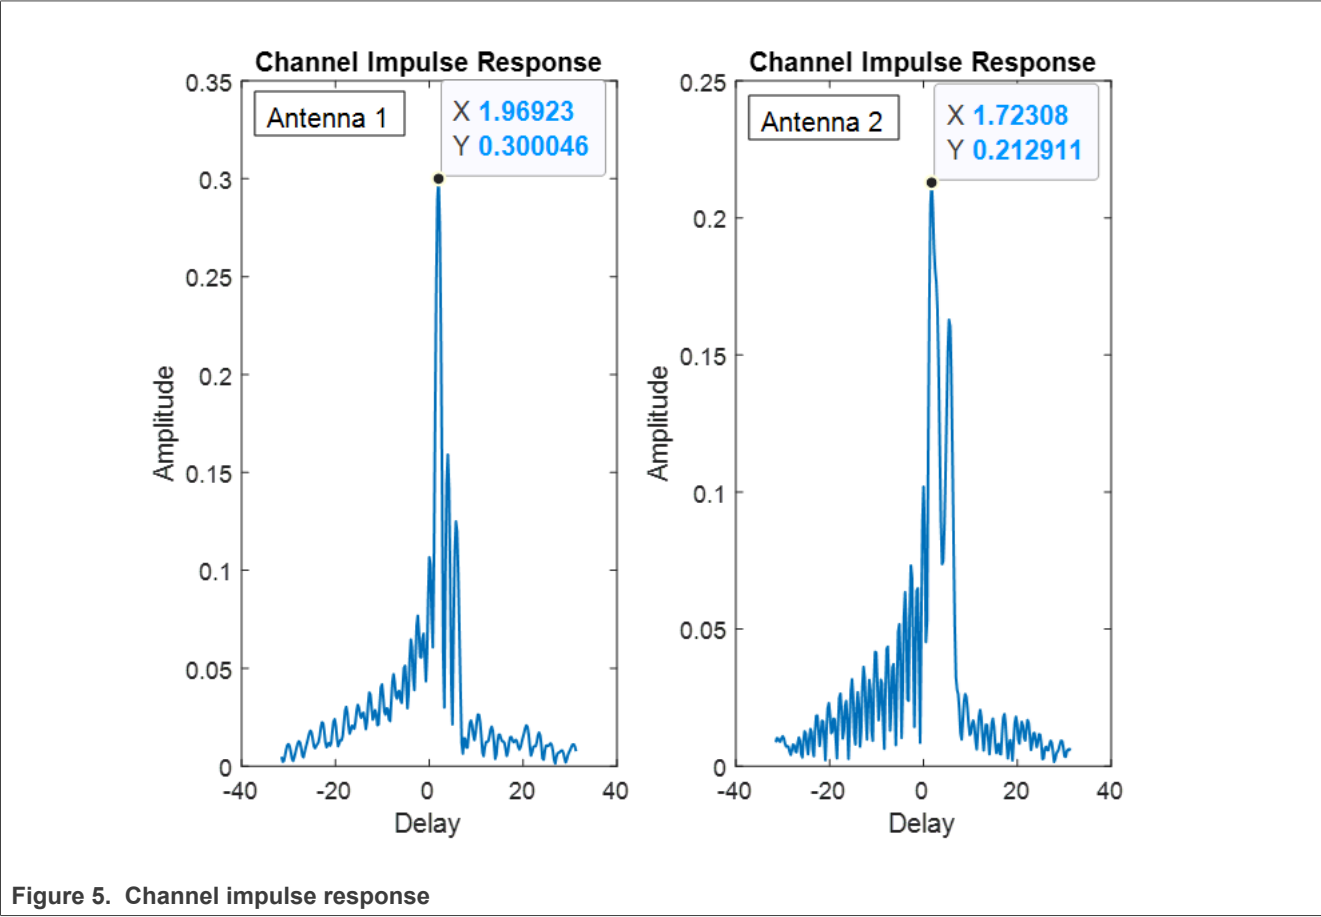 Channel Impulse Response
0.35
0.3
0.25
0.2
0.15
0.1
0.05
0
Amplitude
Antenna 1
X 1.96923
Y 0.300046
-40
-20
0
20
40
Delay
Channel Impulse Response
0.25
0.2
0.15
0.1
0.05
0
Amplitude
Antenna 2
X 1.72308
Y 0.212911
-40
-20
0
20
40
Delay
Figure 5. Channel impulse response